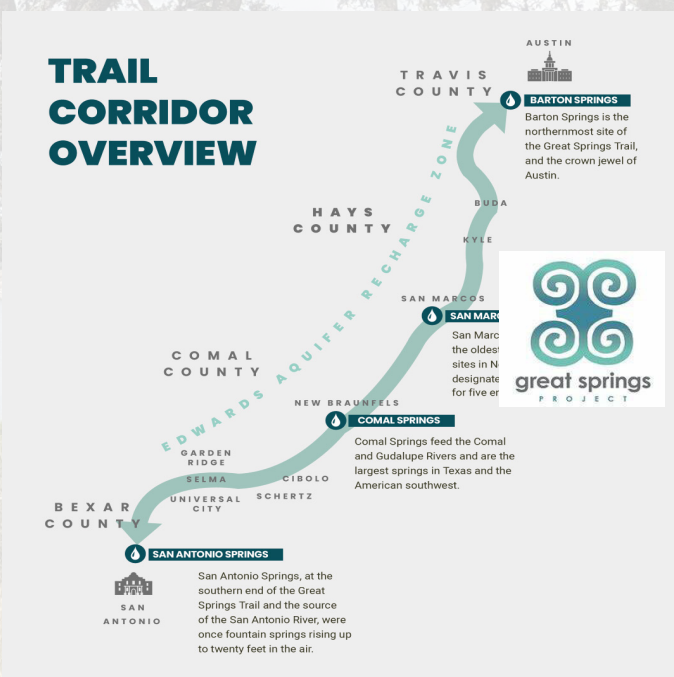 TRAIL
CORRIDOR
OVERVIEW
AUSTIN
TRAVIS
COUNTY
BARTON SPRINGS
Barton Springs is the
northernmost site of
the Great Springs Trail,
and the crown jewel of
Austin.
EDWARDS AQUIFER RECHARGE ZONE
HAYS
COUNTY
BUDA
KYLE
SAN MARCOS
SAN
San
the oldest
sites in
for five
great springs
PROJECT
COMAL
COUNTY
NEW BRAUNFELS
COMAL SPRINGS
Comal Springs feed the Comal
and Gudalupe Rivers and are the
largest springs in Texas and the
American southwest.
GARDEN
RIDGE
SELMA
CIBOLO
UNIVERSAL
CITY
SCHERTZ
BEXAR
COUNTY
SAN ANTONIO SPRINGS
SAN
ANTONIO
San Antonio Springs, at the
southern end of the Great
Springs Trail and the source
of the San Antonio River, were
once fountain springs rising up
to twenty feet in the air.